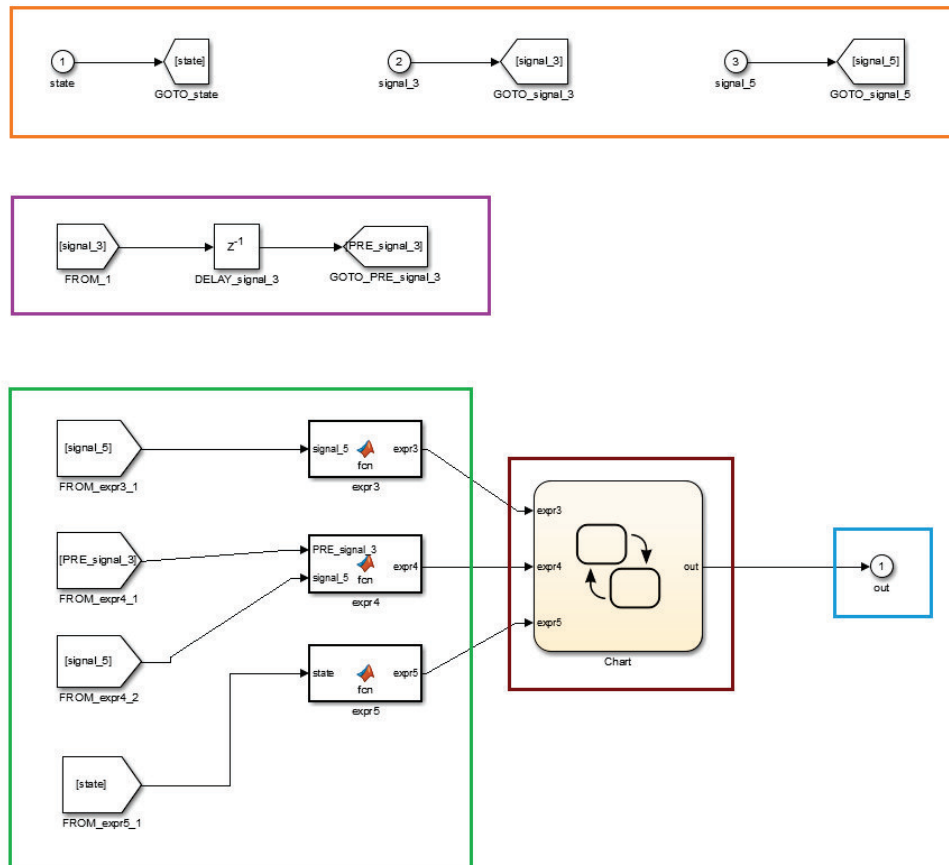 1
[state]
state
GOTO_state
2
[signal_3]
signal_3
GOTO_signal_3
3
[signal_5]
signal_5
GOTO_signal_5
[signal_3]
FROM_1
z-1
DELAY_signal_3
[PRE_signal_3]
GOTO_PRE_signal_3
[signal_5]
FROM_expr3_1
signal_5
fcn
expr3
expr3
[PRE_signal_3]
FROM_expr4_1
PRE_signal_3
signal_5
fcn
expr4
expr4
[signal_5]
FROM_expr4_2
state
fcn
expr5
expr5
[state]
FROM_expr5_1
expr3
expr4
expr5
out
Chart
1
out